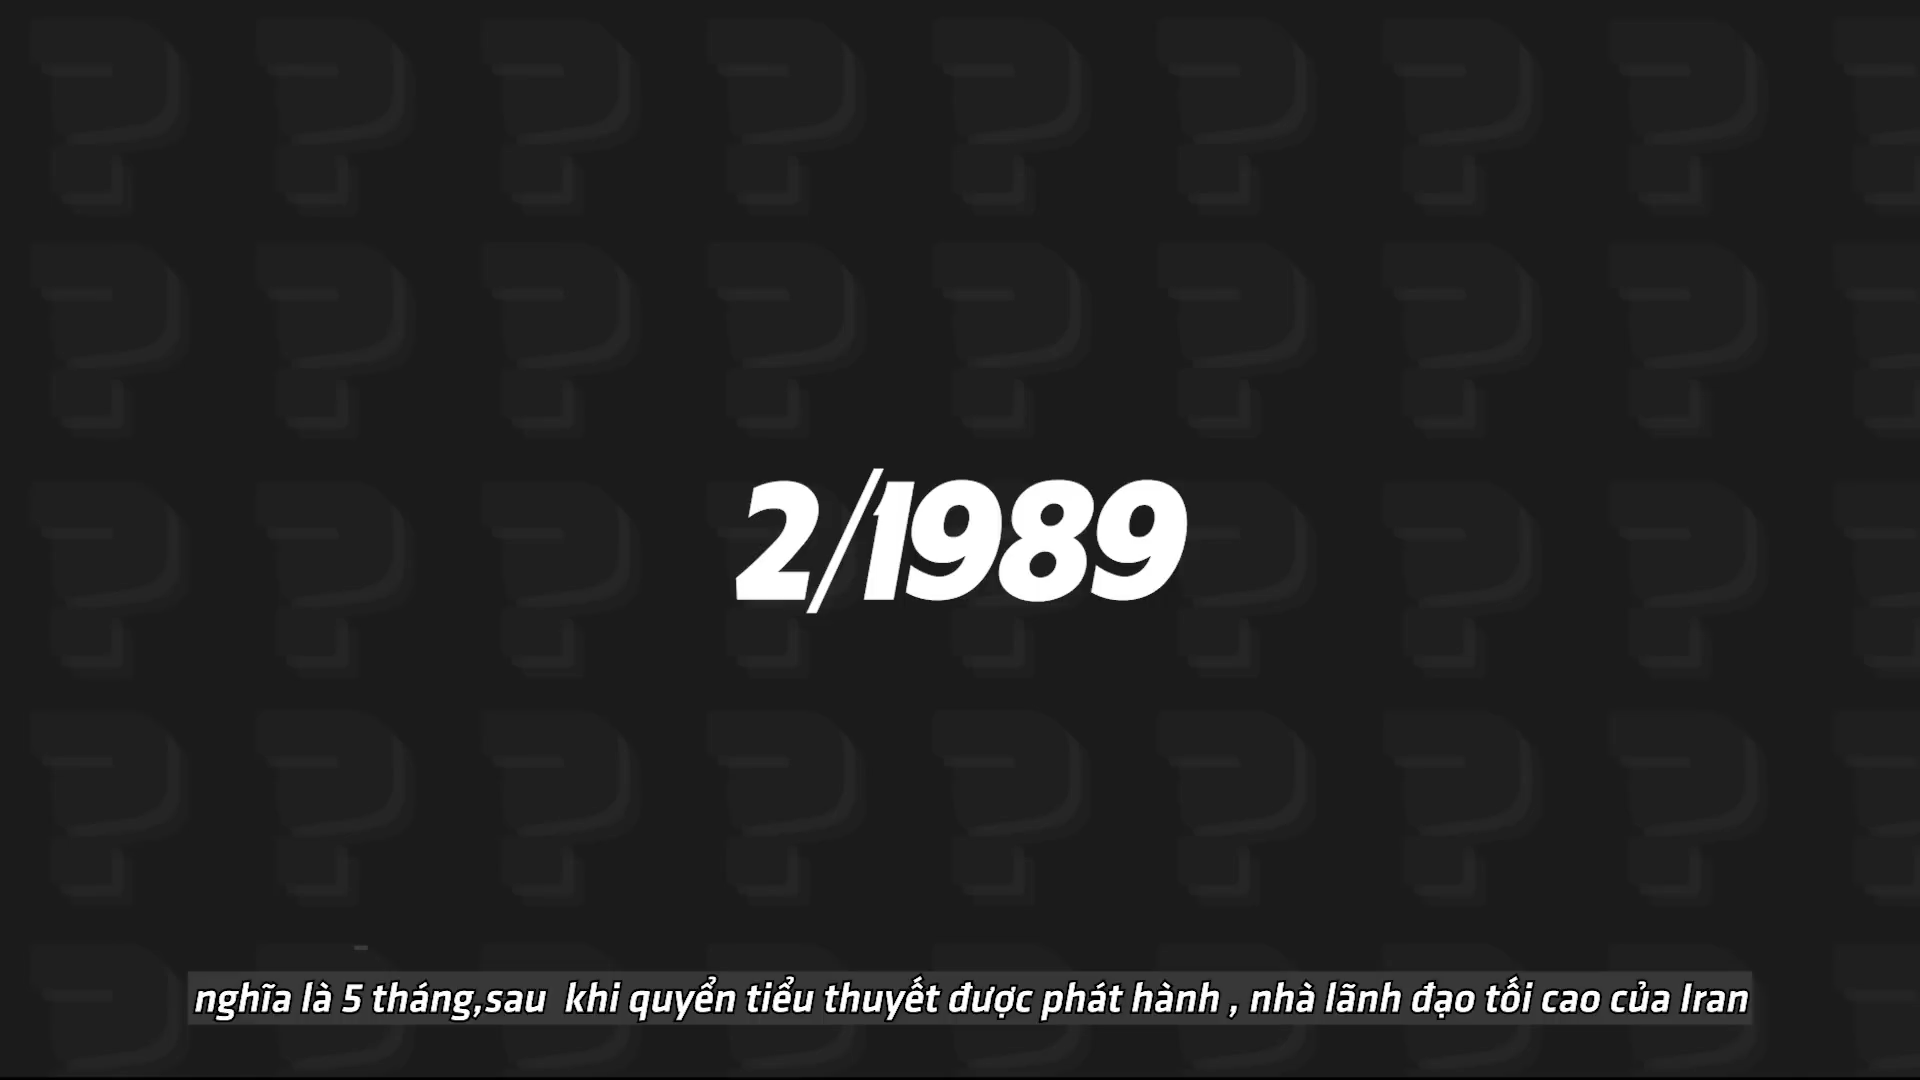 2/1989
nghĩa là 5 tháng,sau  khi quyển tiểu thuyết được phát hành , nhà lãnh đạo tối cao của Iran